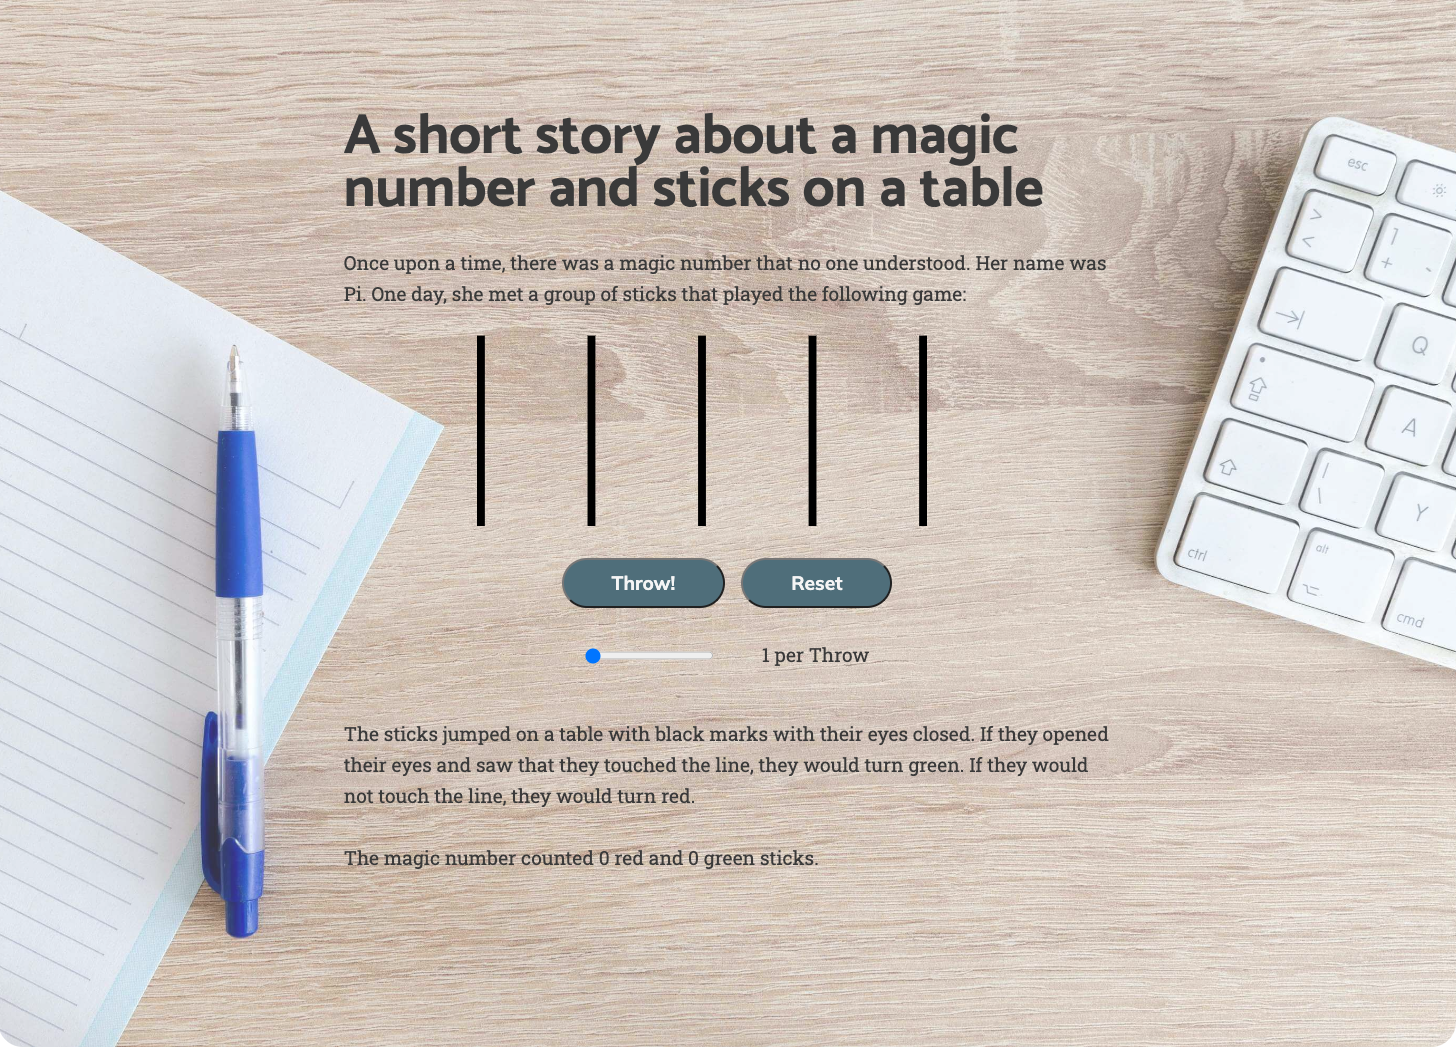 A short story about a magic
number and sticks on a table
Once upon a time, there was a magic number that no one understood. Her name was
Pi. One day, she met a group of sticks that played the following game:
Throw!
Reset
1 per Throw
The sticks jumped on a table with black marks with their eyes closed. If they opened
their eyes and saw that they touched the line, they would turn green. If they would
not touch the line, they would turn red.
The magic number counted 0 red and 0 green sticks.
esc
>
<
1
+
Q
A
|
\
Y
ctrl
alt
cmd